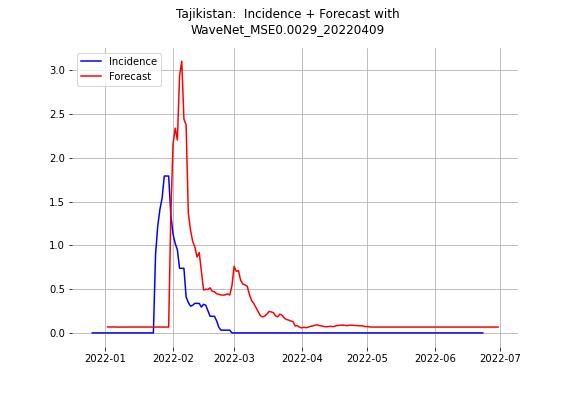 Tajikistan:  Incidence + Forecast with
WaveNet_MSE0.0029_20220409
Incidence
Forecast
3.0
2.5
2.0
1.5
1.0
0.5
0.0
2022-01 2022-02 2022-03 2022-04 2022-05 2022-06 2022-07